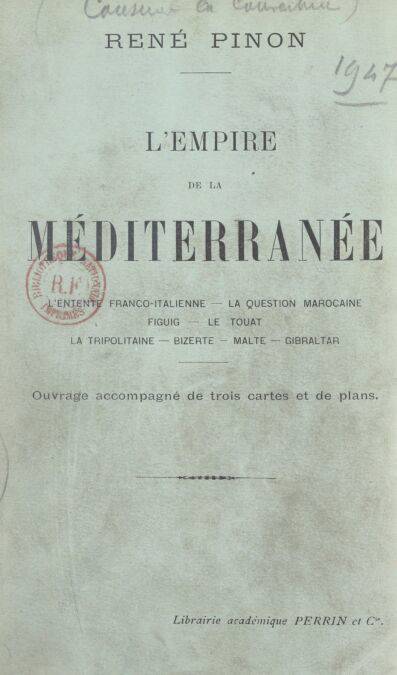 RENÉ PINON
1947
L'EMPIRE
DE LA
MÉDITERRANÉE
R.F
L'ENTENTE FRANCO-ITALIENNE — LA QUESTION MAROCAINE
FIGUIG — LE TOUAT
LA TRIPOLITAINE — BIZERTE — MALTE — GIBRALTAR
Ouvrage accompagné de trois cartes et de plans.
Librairie académique PERRIN et Cie.